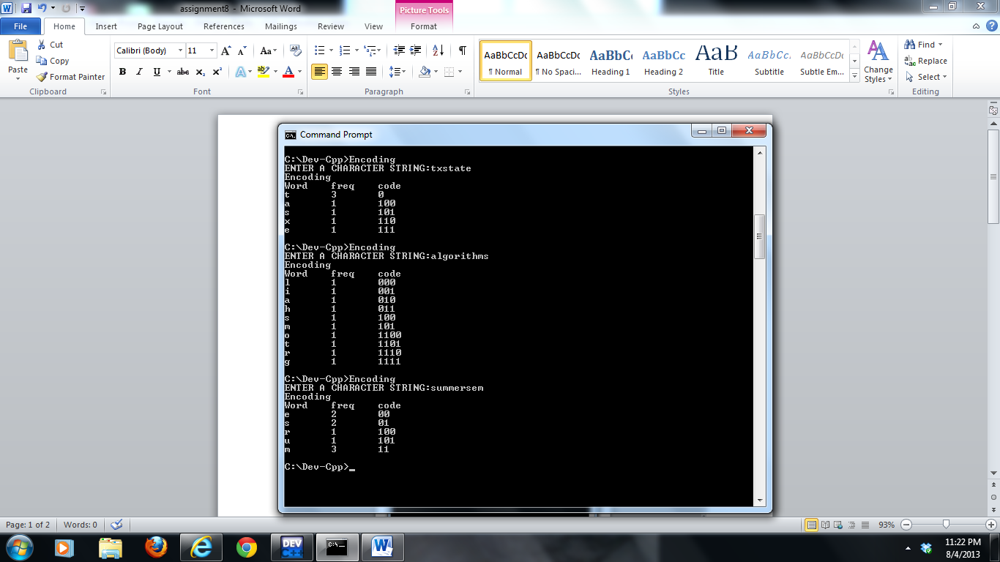 assignment8 - Microsoft Word
Picture Tools
File Home Insert Page Layout References Mailings Review View Format
Paste
Cut
Copy
Format Painter
Clipboard
Calibri (Body) 11
Font
Paragraph
AaBbCcDc AaBbCcDc AaBbC AaBbCc AaB AaBbCc. AaBbCcDc
¶ Normal ¶ No Spaci... Heading 1 Heading 2 Title Subtitle Subtle Em...
Change Styles
Styles
Find
Replace
Select
Editing
Command Prompt
C:\Dev-Cpp>Encoding
ENTER A CHARACTER STRING:txstate
Encoding
Word freq code
t 3 0
a 1 100
s 1 101
x 1 110
e 1 111
C:\Dev-Cpp>Encoding
ENTER A CHARACTER STRING:algorithms
Encoding
Word freq code
l 1 000
i 1 001
a 1 010
h 1 011
s 1 100
m 1 101
o 1 1100
t 1 1101
r 1 1110
g 1 1111
C:\Dev-Cpp>Encoding
ENTER A CHARACTER STRING:summersem
Encoding
Word freq code
e 2 00
s 2 01
r 1 100
u 1 101
m 3 11
C:\Dev-Cpp>_
Page: 1 of 2 Words: 0 93%
DEV C++
11:22 PM
8/4/2013